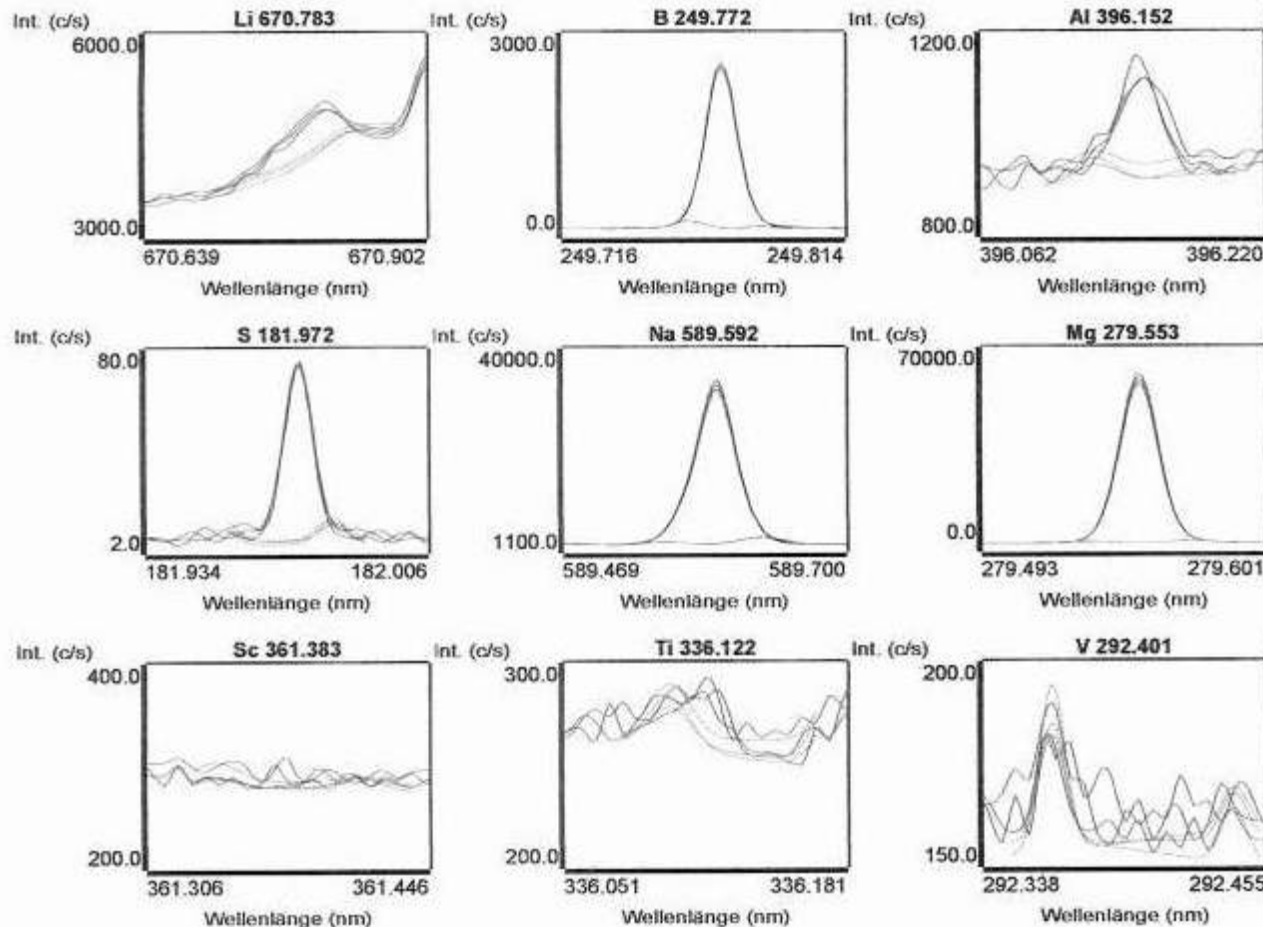 Int. (c/s) Li 670.783
6000.0
3000.0
670.639 670.902
Wellenlänge (nm)
Int. (c/s) B 249.772
3000.0
0.0
249.716 249.814
Wellenlänge (nm)
Int. (c/s) Al 396.152
1200.0
800.0
396.062 396.220
Wellenlänge (nm)
Int. (c/s) S 181.972
80.0
2.0
181.934 182.006
Wellenlänge (nm)
Int. (c/s) Na 589.592
40000.0
1100.0
589.469 589.700
Wellenlänge (nm)
Int. (c/s) Mg 279.553
70000.0
0.0
279.493 279.601
Wellenlänge (nm)
Int. (c/s) Sc 361.383
400.0
200.0
361.306 361.446
Wellenlänge (nm)
Int. (c/s) Ti 336.122
300.0
200.0
336.051 336.181
Wellenlänge (nm)
Int. (c/s) V 292.401
200.0
150.0
292.338 292.455
Wellenlänge (nm)